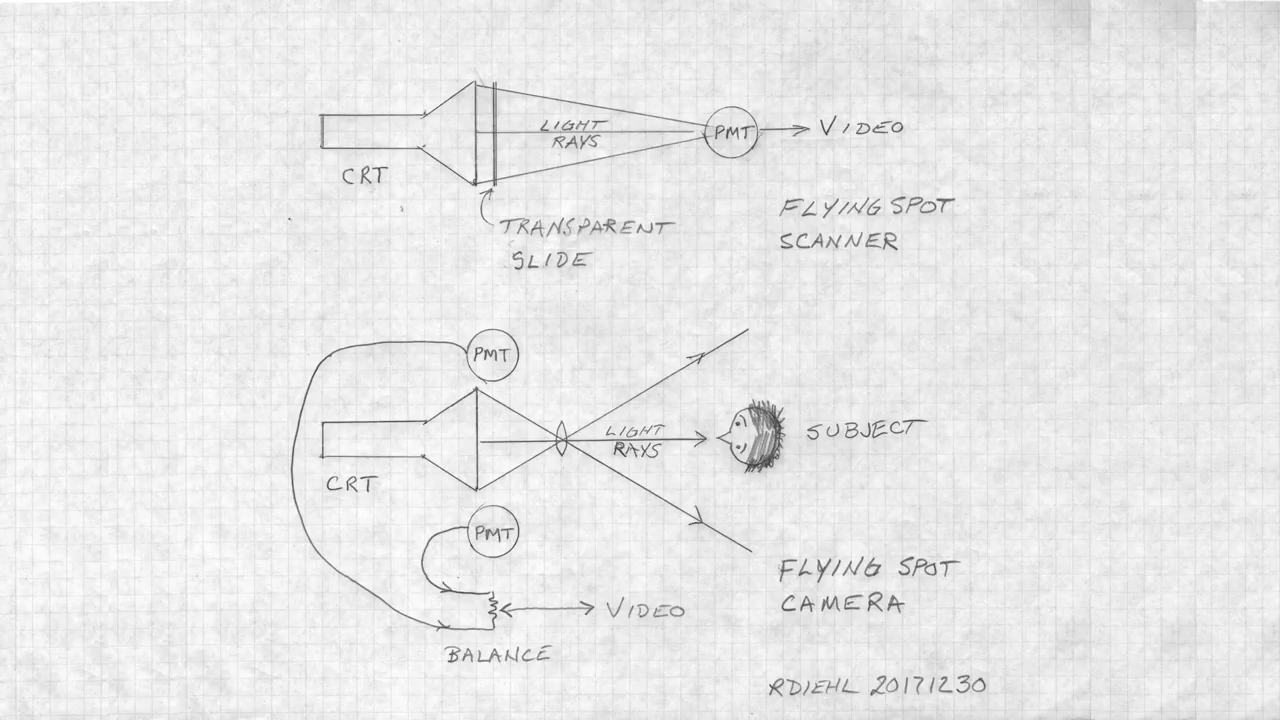 LIGHT
RAYS
PMT
VIDEO
CRT
TRANSPARENT
SLIDE
FLYING SPOT
SCANNER
PMT
LIGHT
RAYS
SUBJECT
CRT
PMT
VIDEO
BALANCE
FLYING SPOT
CAMERA
RDIEHL 20171230